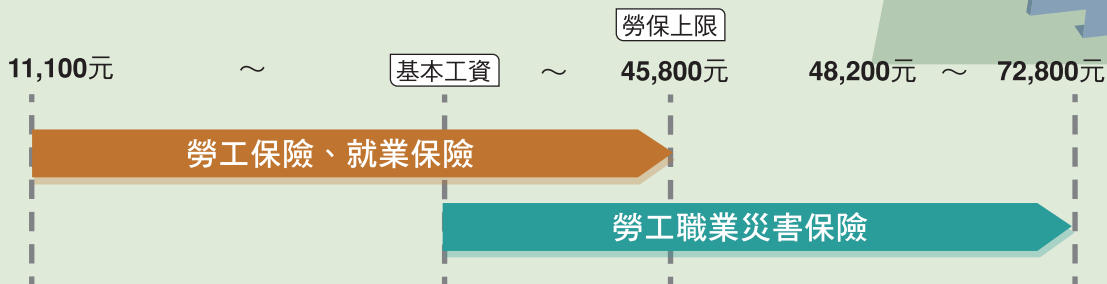 勞保上限
11,100元 ～ 基本工資 ～ 45,800元 48,200元 ～ 72,800元
勞工保險、就業保險
勞工職業災害保險